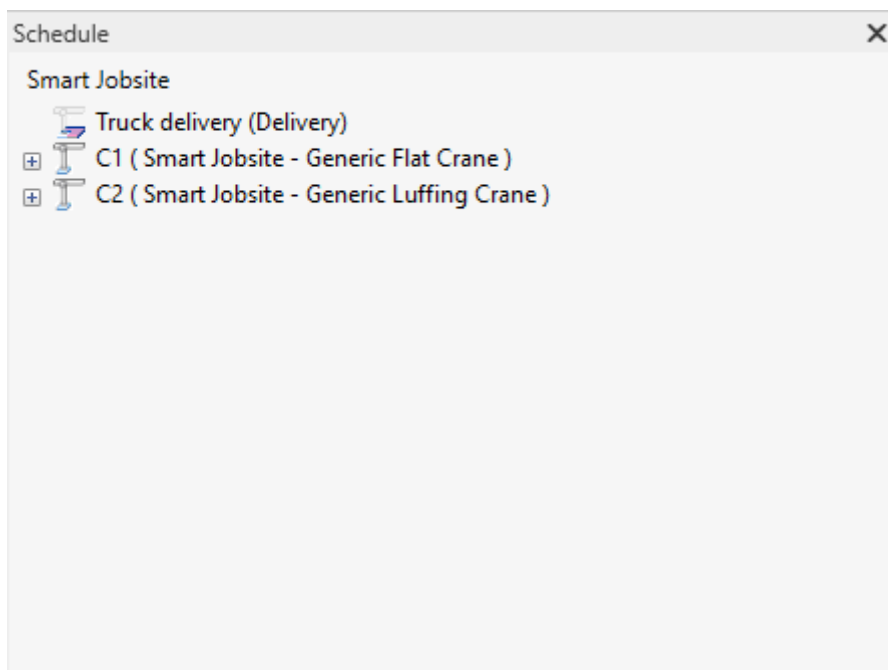 Schedule
Smart Jobsite
Truck delivery (Delivery)
C1 ( Smart Jobsite - Generic Flat Crane )
C2 ( Smart Jobsite - Generic Luffing Crane )